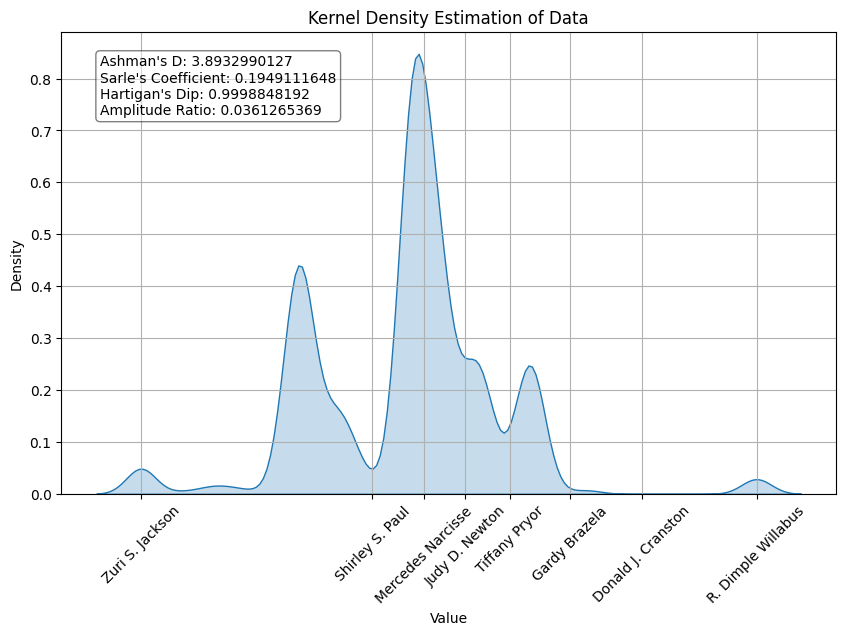 Kernel Density Estimation of Data
Ashman's D: 3.8932990127
Sarle's Coefficient: 0.1949111648
Hartigan's Dip: 0.9998848192
Amplitude Ratio: 0.0361265369
0.8
0.7
0.6
0.5
0.4
0.3
0.2
0.1
0.0
Density
Zuri S. Jackson
Shirley S. Paul
Mercedes Narcisse
Judy D. Newton
Tiffany Pryor
Gardy Brazela
Donald J. Cranston
R. Dimple Willabus
Value